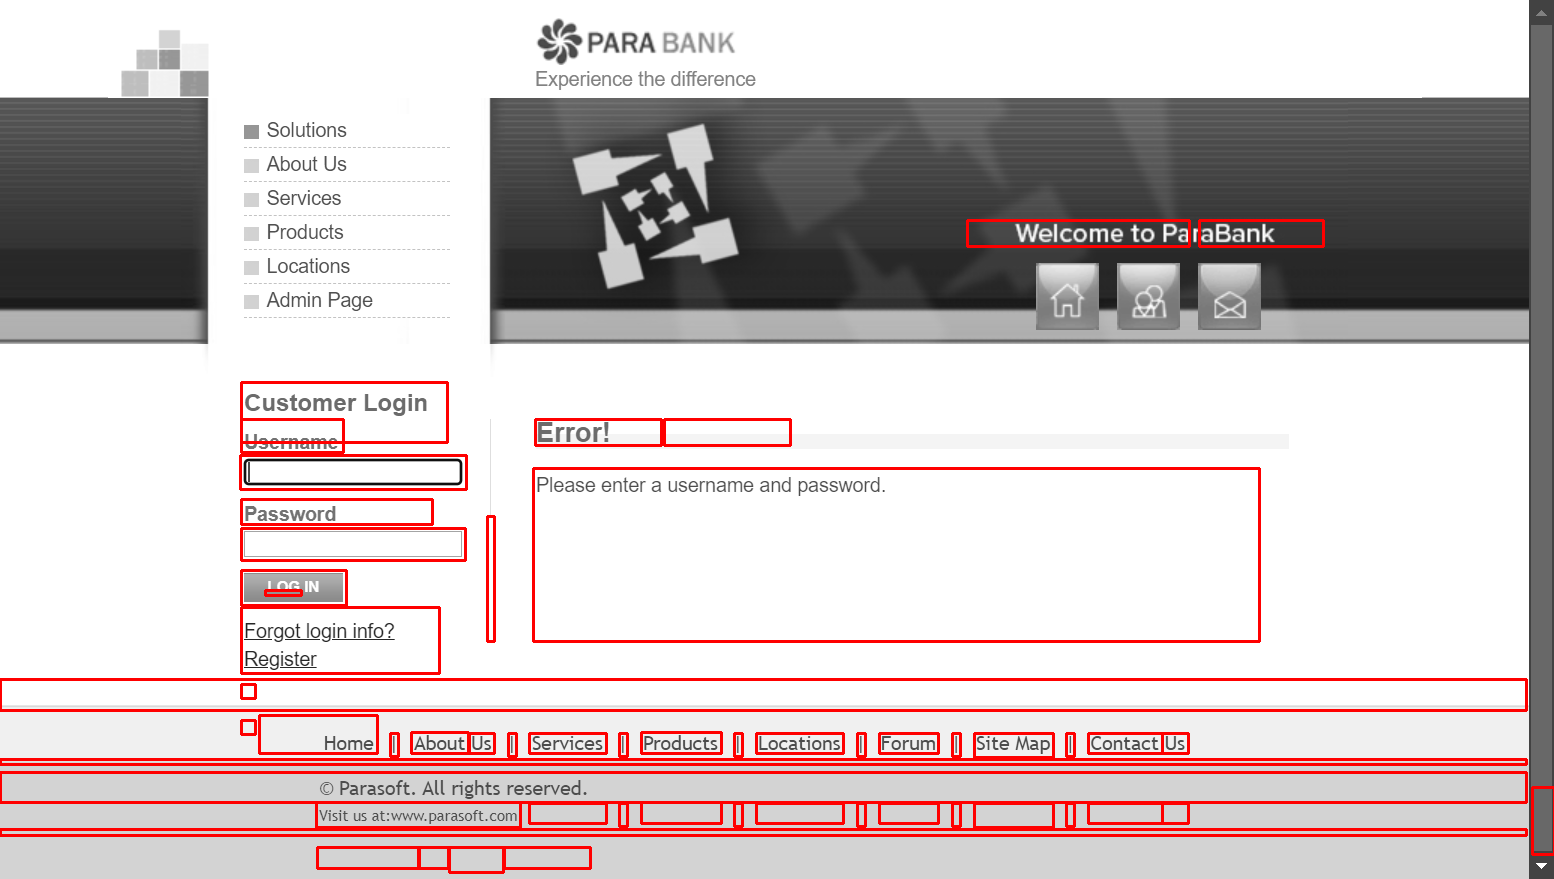 PARA BANK
Experience the difference
Solutions
About Us
Services
Products
Locations
Admin Page
Welcome to ParaBank
Customer Login
Username
Password
LOG IN
Forgot login info?
Register
Error!
Please enter a username and password.
Home | About Us | Services | Products | Locations | Forum | Site Map | Contact Us
© Parasoft. All rights reserved.
Visit us at:www.parasoft.com